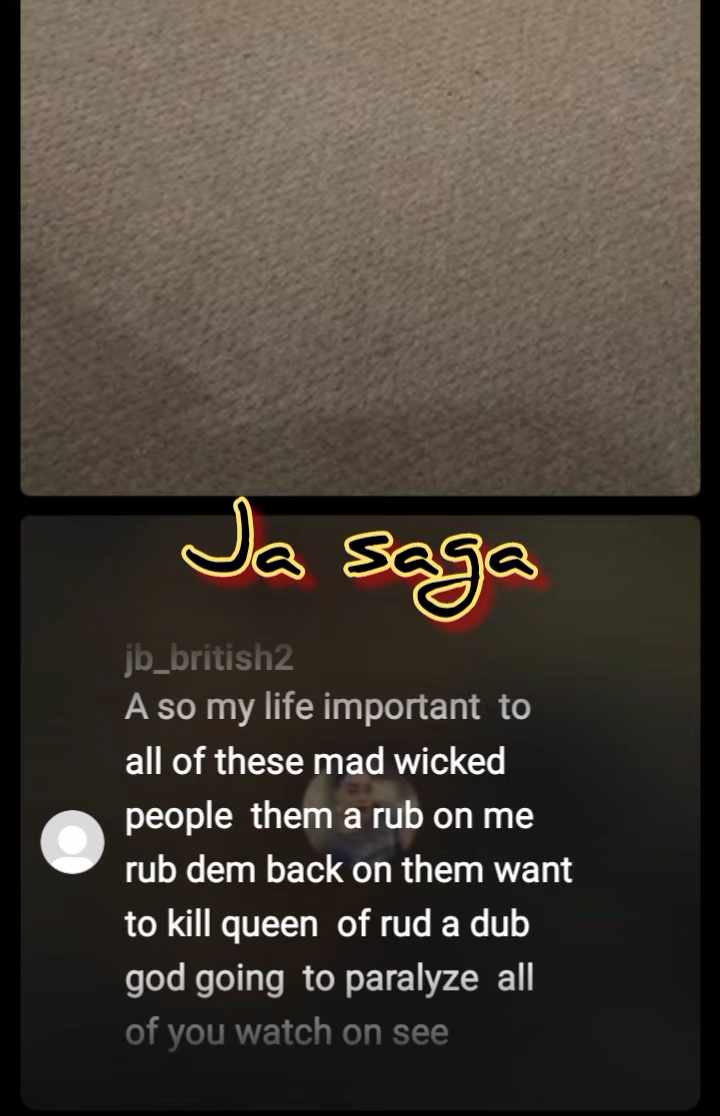 Ja saga
jb_british2
A so my life important  to
all of these mad wicked
people  them a rub on me
rub dem back on them want
to kill queen  of rud a dub
god going  to paralyze  all
of you watch on see